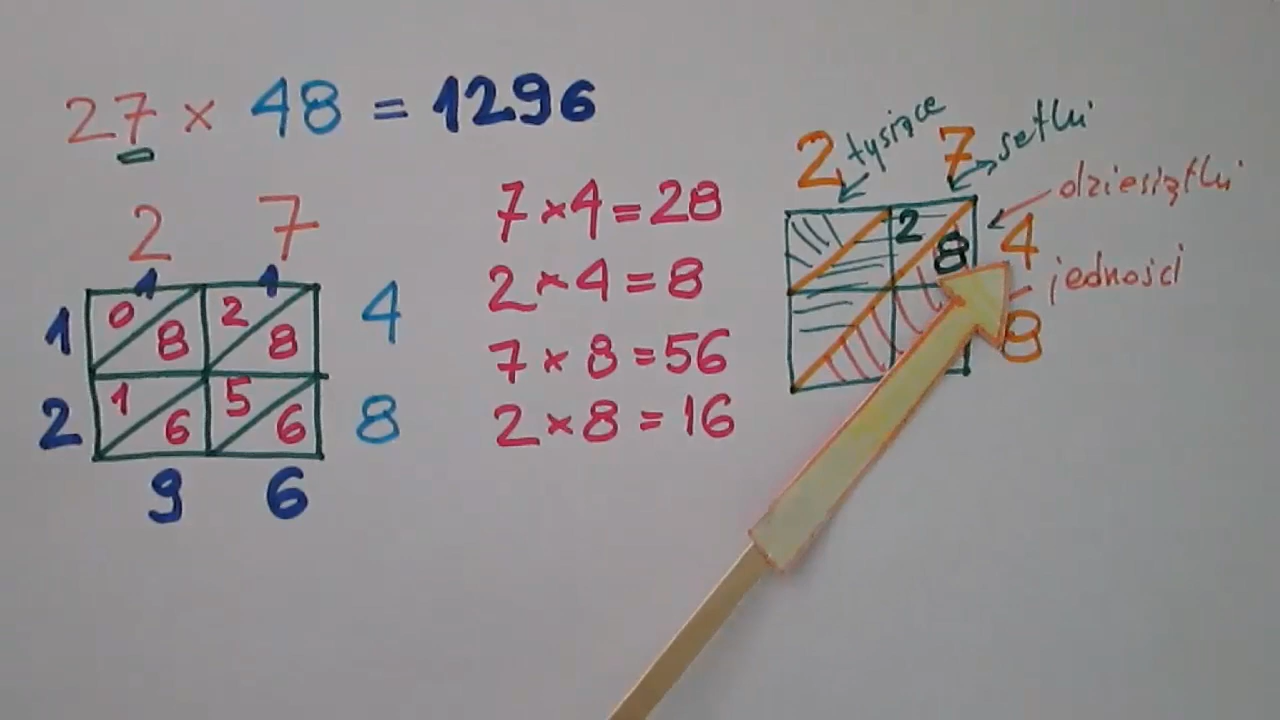 27 × 48 = 1296
2 7
1 1
1 0 8 2 8 4
2 1 6 5 6 8
9 6
7×4=28
2×4=8
7×8=56
2×8=16
tysiące
setki
2 7
dziesiątki
2 8 4
jedności
8